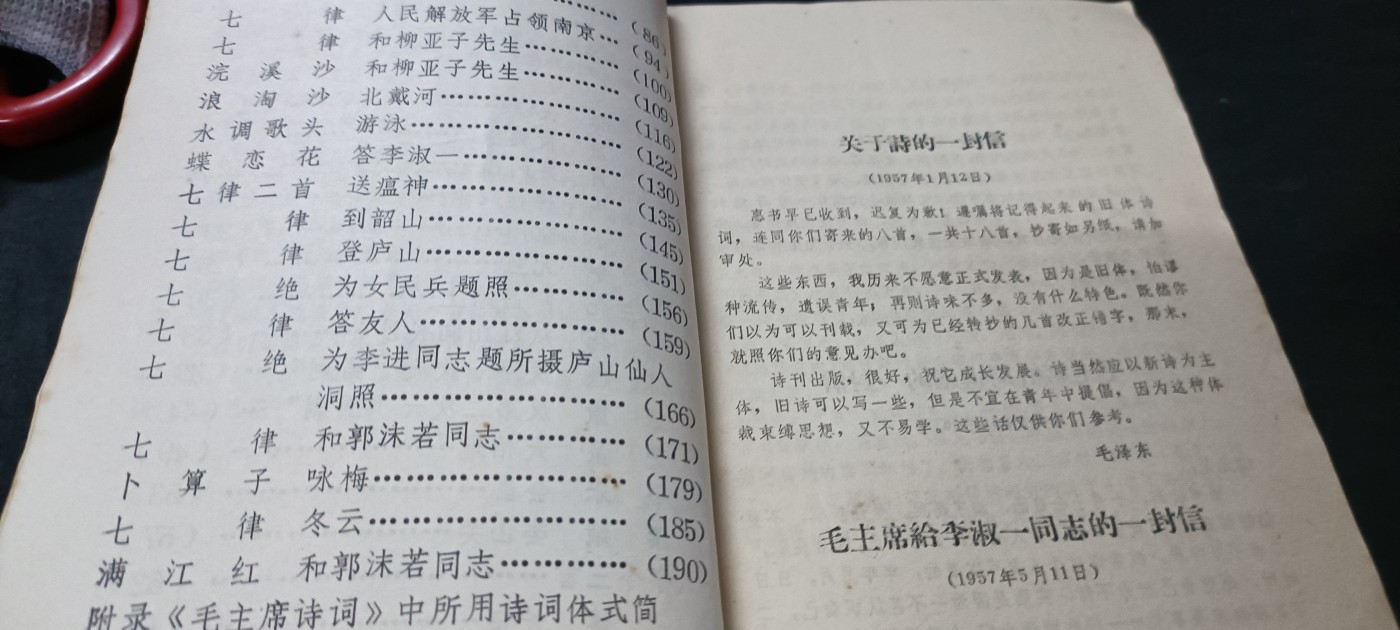 ……(86)
七律 人民解放军占领南京…(94)
七律 和柳亚子先生……………(100)
浣溪沙 和柳亚子先生……………(109)
浪淘沙 北戴河…………………(116)
水调歌头 游泳……………………(122)
蝶恋花 答李淑一………………(130)
七律二首 送瘟神…………………(135)
七律 到韶山…………………(145)
七律 登庐山…………………(151)
七绝 为女民兵题照…………(156)
七律 答友人…………………(159)
七绝 为李进同志题所摄庐山仙人
洞照……………………(166)
七律 和郭沫若同志…………(171)
卜算子 咏梅……………………(179)
七律 冬云……………………(185)
满江红 和郭沫若同志…………(190)
附录《毛主席诗词》中所用诗词体式简
关于詩的一封信
(1957年1月12日)
惠书早已收到，迟复为歉！遵嘱将记得起来的旧体诗
词，连同你们寄来的八首，一共十八首，抄寄如另纸，请加
审处。
这些东西，我历来不愿意正式发表，因为是旧体，怕谬
种流传，遗误青年；再则诗味不多，没有什么特色。既然你
们以为可以刊载，又可为已经传抄的几首改正错字，那末，
就照你们的意见办吧。
诗刊出版，很好，祝它成长发展。诗当然应以新诗为主
体，旧诗可以写一些，但是不宜在青年中提倡，因为这种体
裁束缚思想，又不易学。这些话仅供你们参考。
毛泽东
毛主席給李淑一同志的一封信
(1957年5月11日)